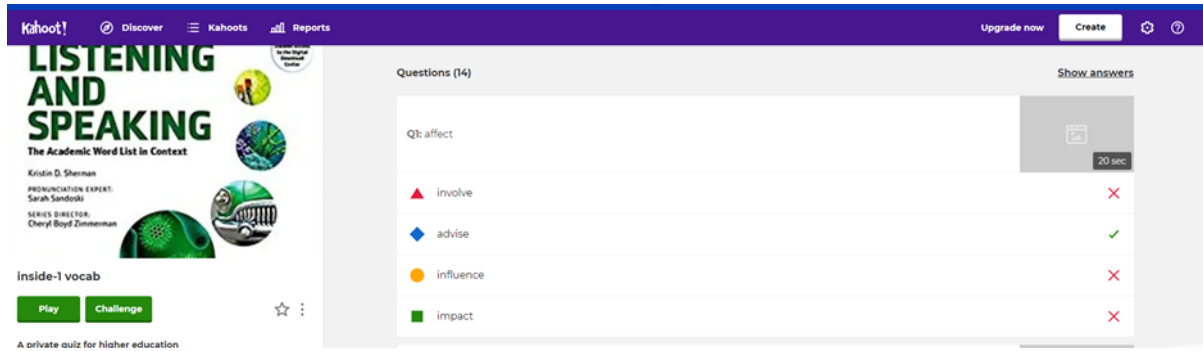 Kahoot! Discover Kahoots Reports Upgrade now Create
LISTENING
AND
SPEAKING
The Academic Word List in Context
Kristin D. Sherman
PRONUNCIATION EXPERT:
Sarah Sandoski
SERIES DIRECTOR:
Cheryl Boyd Zimmerman
inside-1 vocab
Play Challenge
A private quiz for higher education
Questions (14) Show answers
Q1: affect
20 sec
involve
advise
influence
impact